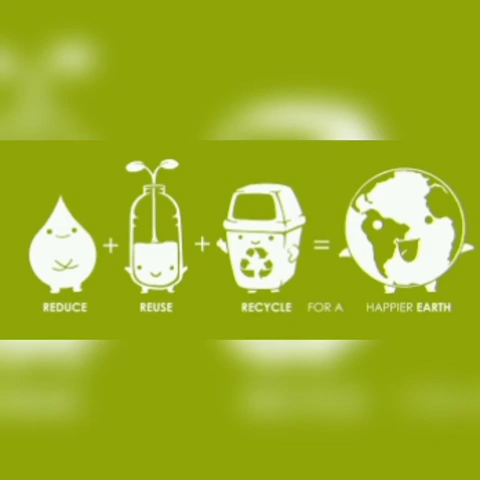 REDUCE + REUSE + RECYCLE = FOR A HAPPIER EARTH